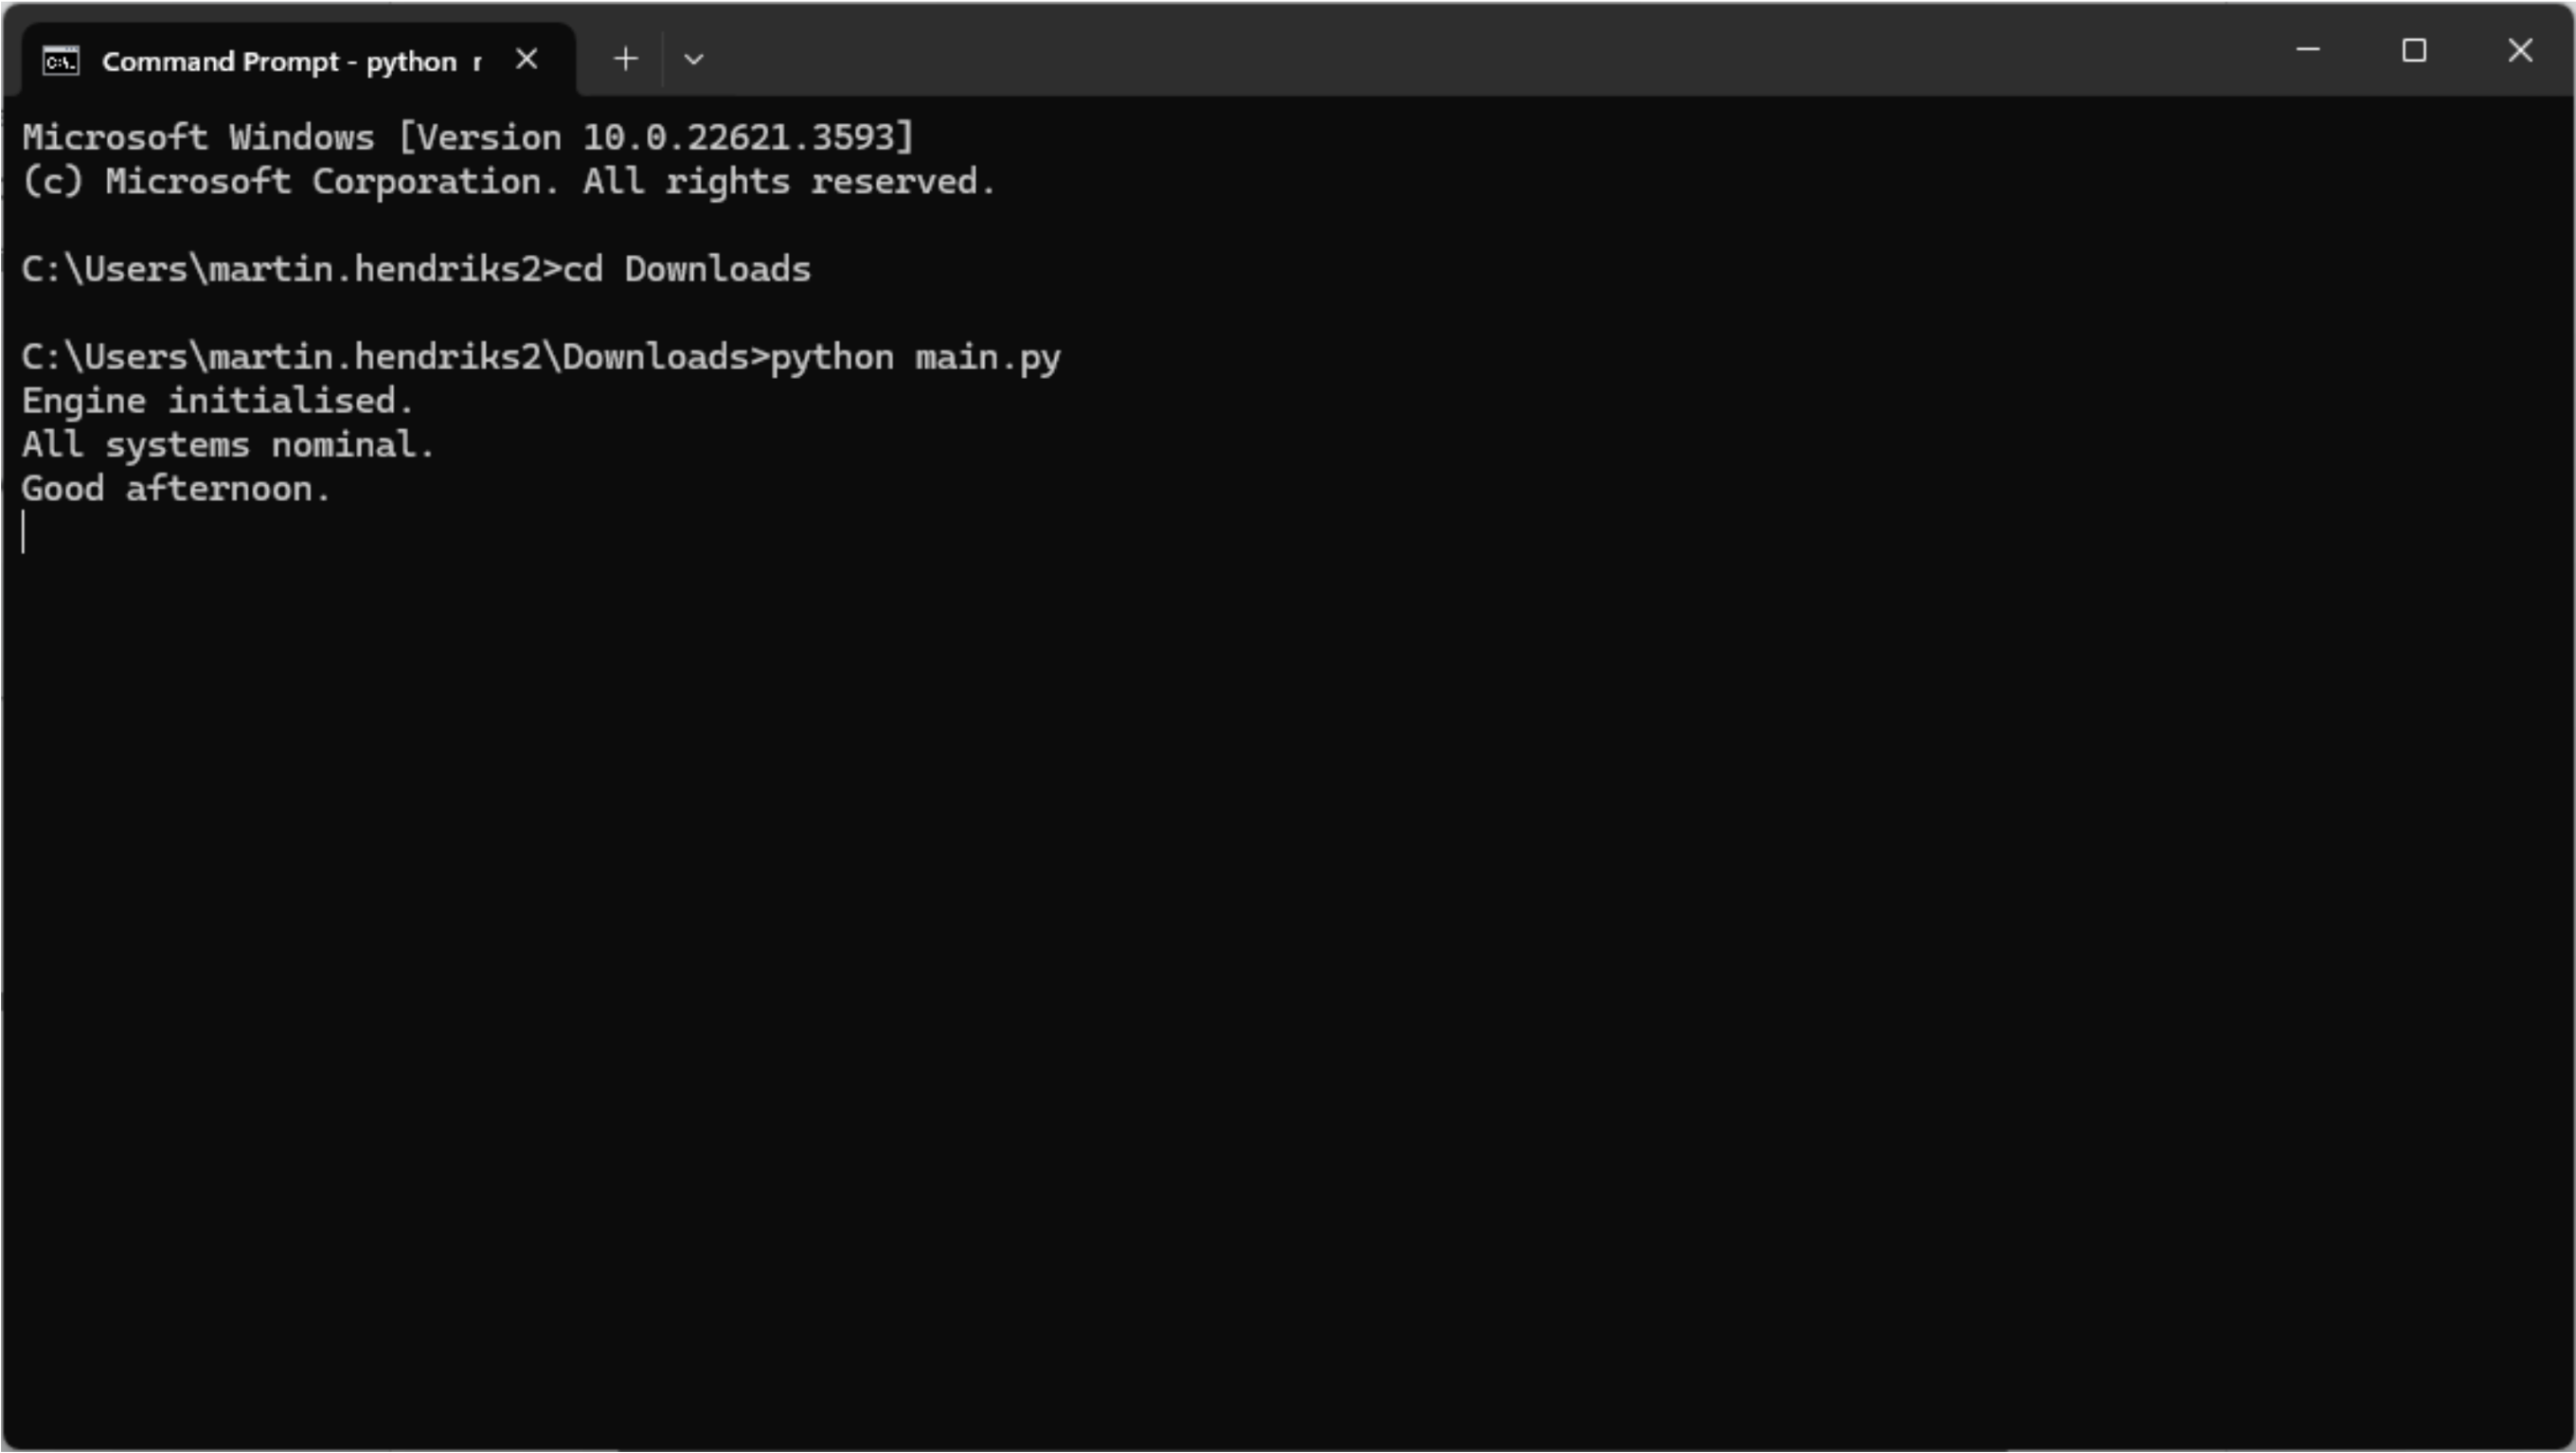 Command Prompt - python r
Microsoft Windows [Version 10.0.22621.3593]
(c) Microsoft Corporation. All rights reserved.
C:\Users\martin.hendriks2>cd Downloads
C:\Users\martin.hendriks2\Downloads>python main.py
Engine initialised.
All systems nominal.
Good afternoon.